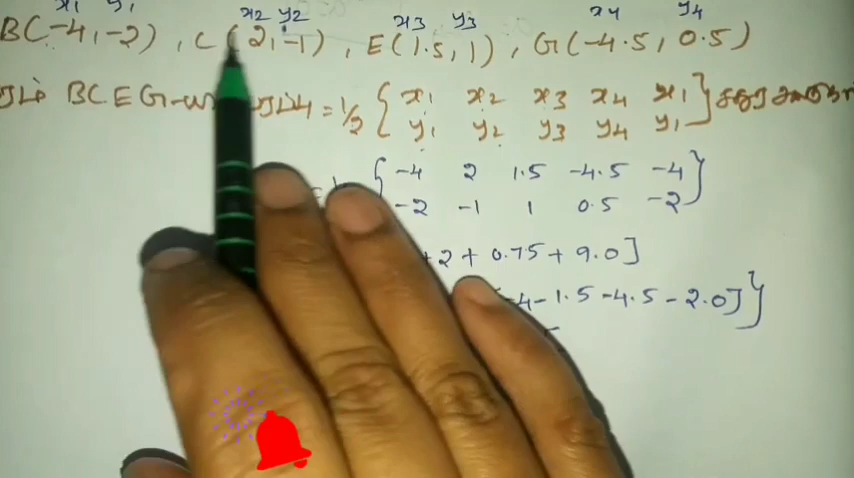 x1 y1 x2 y2 x3 y3 x4 y4
B(-4,-2), C(2,-1), E(1.5,1), G(-4.5, 0.5)
BCEG = 1/2 { x1 x2 x3 x4 x1 }
y1 y2 y3 y4 y1
{ -4 2 1.5 -4.5 -4 }
-2 -1 1 0.5 -2
+2 + 0.75 + 9.0]
-4-1.5-4.5-2.0]}